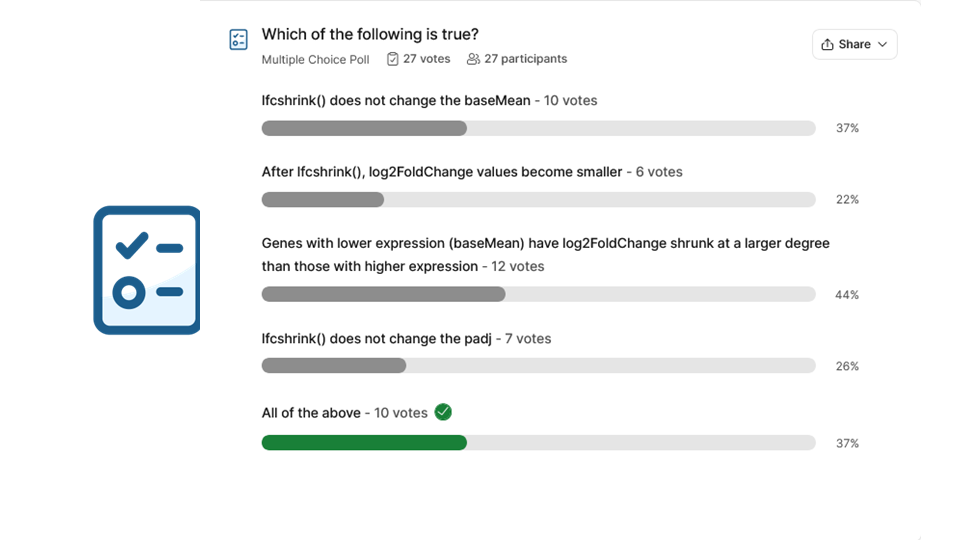 Which of the following is true?
Share
Multiple Choice Poll 27 votes 27 participants
lfcshrink() does not change the baseMean - 10 votes
37%
After lfcshrink(), log2FoldChange values become smaller - 6 votes
22%
Genes with lower expression (baseMean) have log2FoldChange shrunk at a larger degree
than those with higher expression - 12 votes
44%
lfcshrink() does not change the padj - 7 votes
26%
All of the above - 10 votes
37%